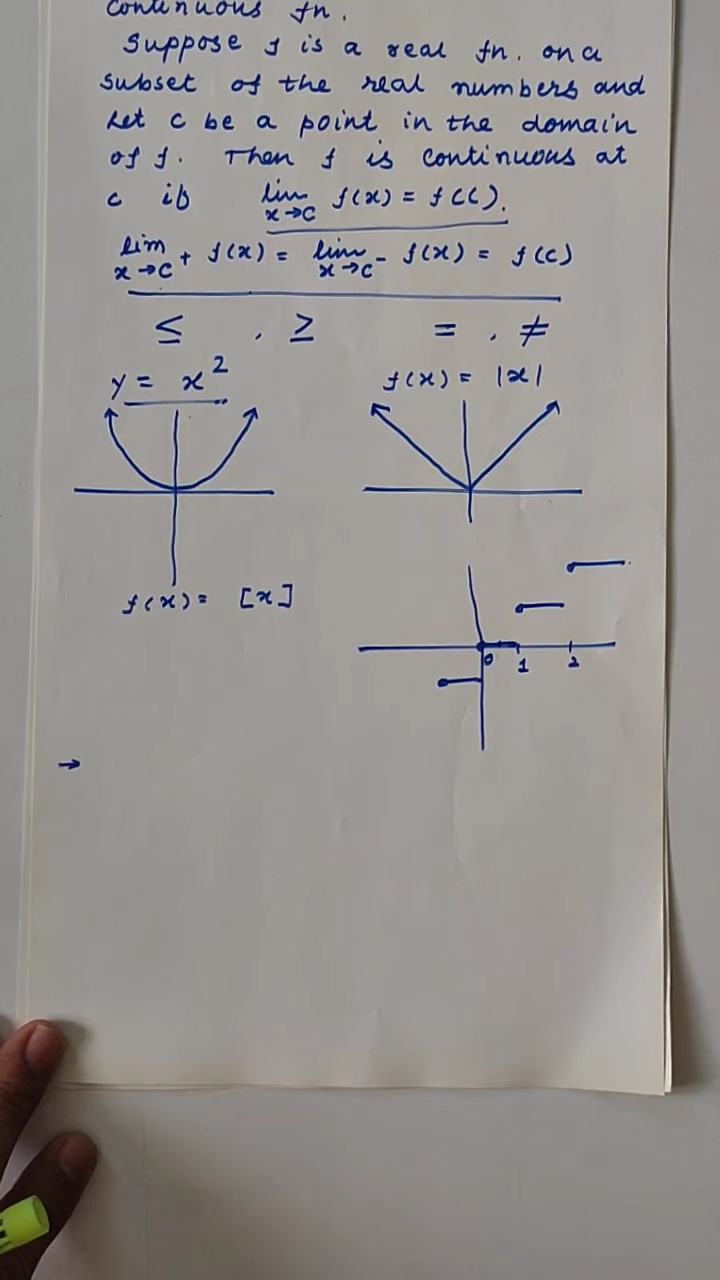 continuous fn.
Suppose f is a real fn. on a
subset of the real numbers and
Let c be a point in the domain
of f. Then f is continuous at
c if lim x→c f(x) = f(c).
lim x→c+ f(x) = lim x→c- f(x) = f(c)
≤ , ≥ = , ≠
y = x² f(x) = |x|
f(x) = [x]
0 1 2
→